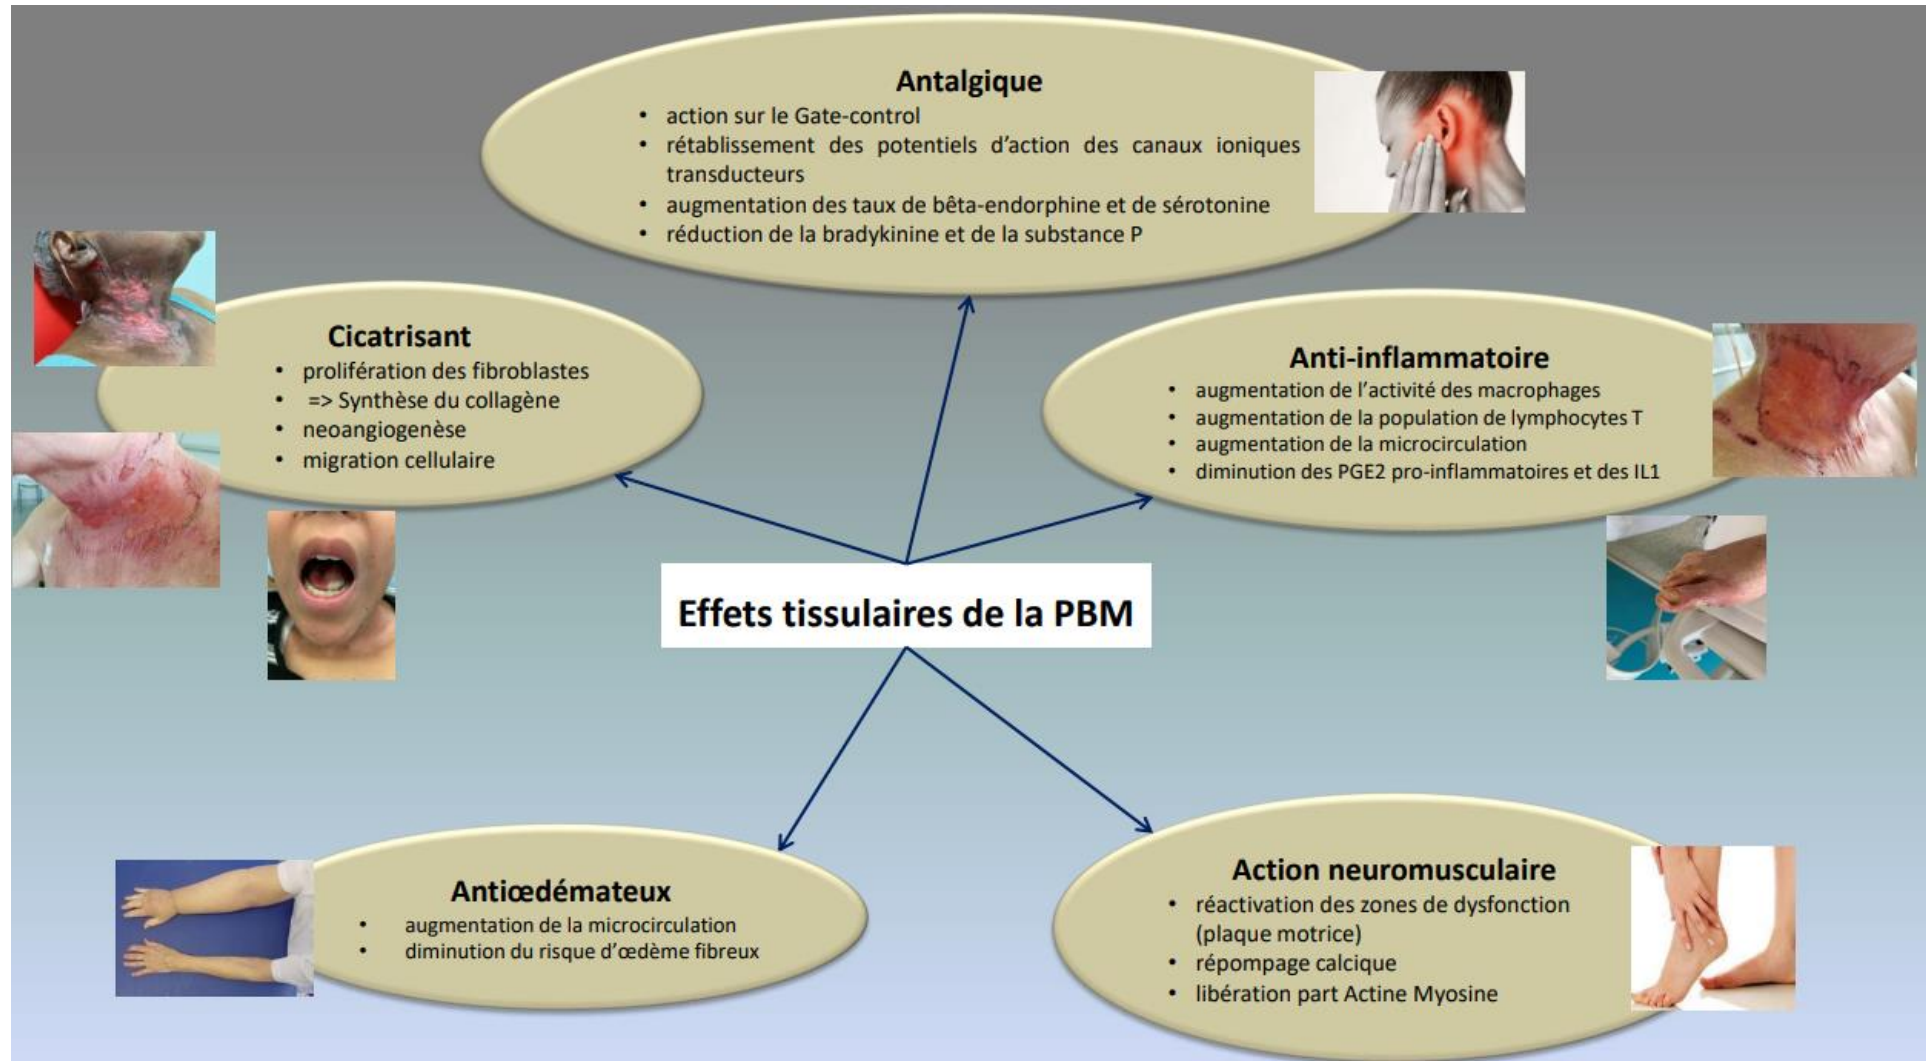 Antalgique
• action sur le Gate-control
• rétablissement des potentiels d’action des canaux ioniques
transducteurs
• augmentation des taux de bêta-endorphine et de sérotonine
• réduction de la bradykinine et de la substance P
Cicatrisant
• prolifération des fibroblastes
• => Synthèse du collagène
• neoangiogenèse
• migration cellulaire
Anti-inflammatoire
• augmentation de l’activité des macrophages
• augmentation de la population de lymphocytes T
• augmentation de la microcirculation
• diminution des PGE2 pro-inflammatoires et des IL1
Effets tissulaires de la PBM
Antiœdémateux
• augmentation de la microcirculation
• diminution du risque d’œdème fibreux
Action neuromusculaire
• réactivation des zones de dysfonction
(plaque motrice)
• répompage calcique
• libération part Actine Myosine